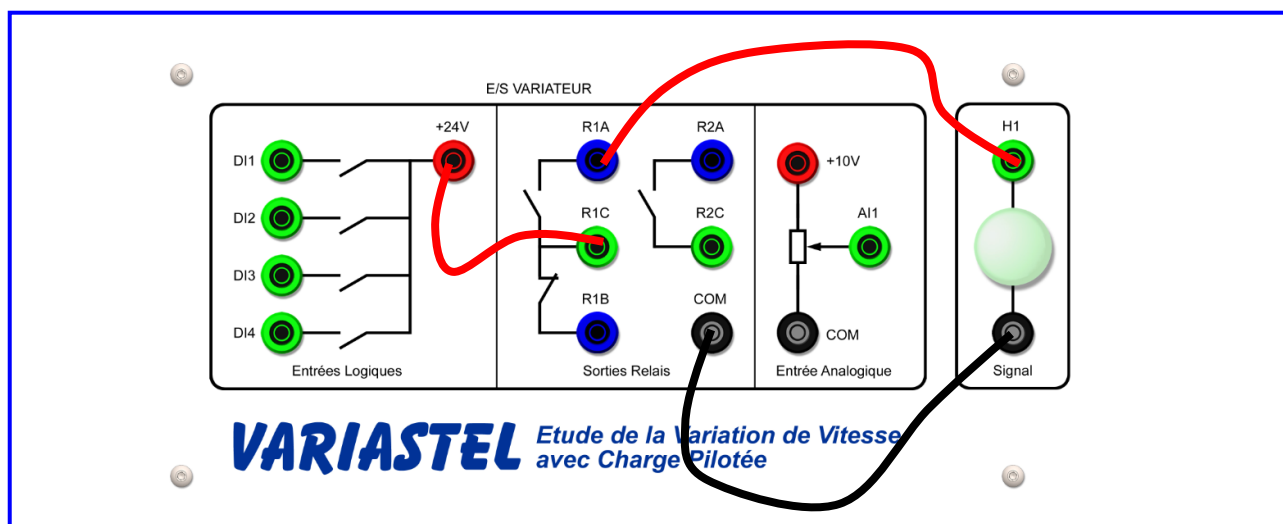 E/S VARIATEUR
+24V
R1A
R2A
H1
DI1
+10V
DI2
R1C
R2C
AI1
DI3
R1B
COM
DI4
COM
Entrées Logiques
Sorties Relais
Entrée Analogique
Signal
VARIASTEL
Etude de la Variation de Vitesse
avec Charge Pilotée